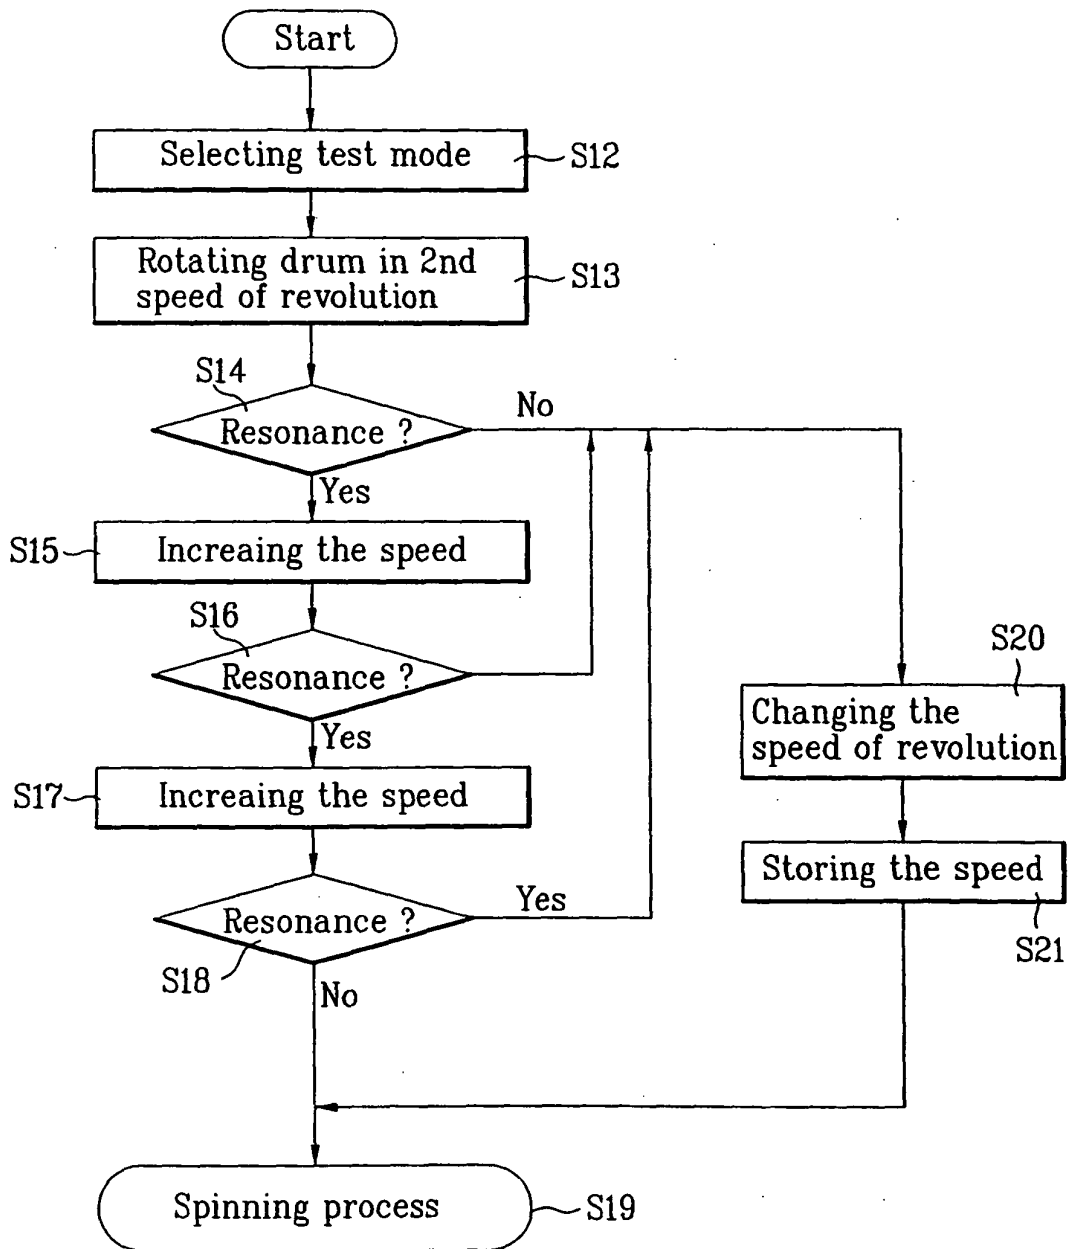 Start
Selecting test mode
S12
Rotating drum in 2nd
speed of revolution
S13
S14
Resonance ?
No
Yes
S15
Increaing the speed
S16
Resonance ?
Yes
S17
Increaing the speed
Resonance ?
Yes
S18
No
S20
Changing the
speed of revolution
Storing the speed
S21
Spinning process
S19